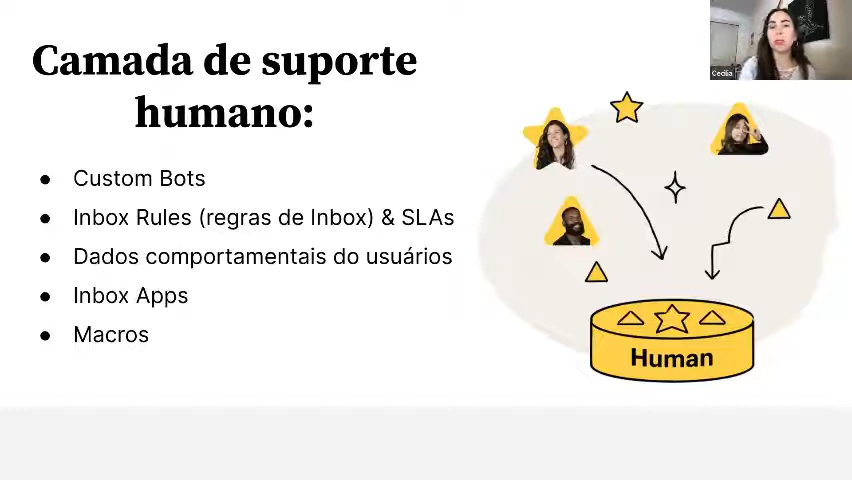 Camada de suporte
humano:
● Custom Bots
● Inbox Rules (regras de Inbox) & SLAs
● Dados comportamentais do usuários
● Inbox Apps
● Macros
Human
Cecilia